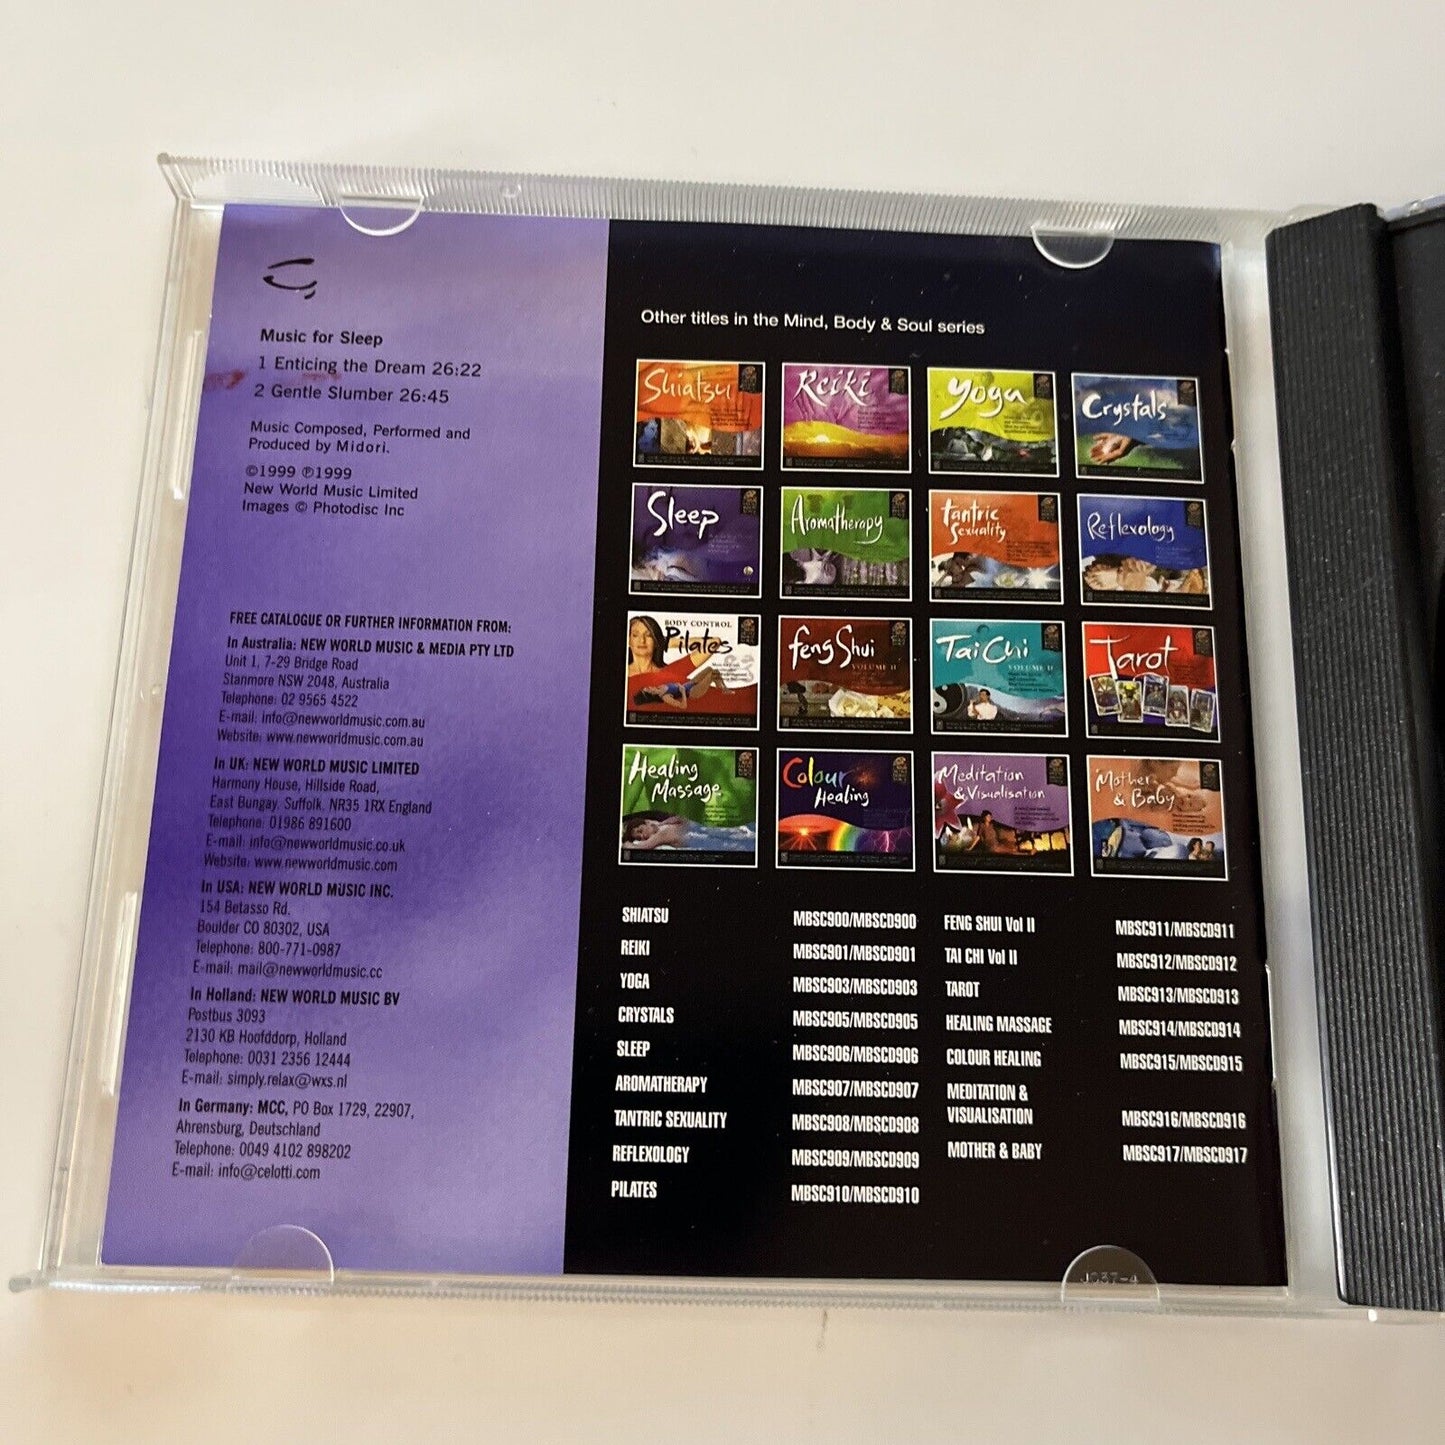 Music for Sleep
1 Enticing the Dream 26:22
2 Gentle Slumber 26:45
Music Composed, Performed and
Produced by Midori.
©1999 ℗1999
New World Music Limited
Images © Photodisc Inc
FREE CATALOGUE OR FURTHER INFORMATION FROM:
In Australia: NEW WORLD MUSIC & MEDIA PTY LTD
Unit 1, 7-29 Bridge Road
Stanmore NSW 2048, Australia
Telephone: 02 9565 4522
E-mail: info@newworldmusic.com.au
Website: www.newworldmusic.com.au
In UK: NEW WORLD MUSIC LIMITED
Harmony House, Hillside Road,
East Bungay, Suffolk. NR35 1RX England
Telephone: 01986 891600
E-mail: info@newworldmusic.co.uk
Website: www.newworldmusic.com
In USA: NEW WORLD MUSIC INC.
154 Betasso Rd.
Boulder CO 80302, USA
Telephone: 800-771-0987
E-mail: mail@newworldmusic.cc
In Holland: NEW WORLD MUSIC BV
Postbus 3093
2130 KB Hoofddorp, Holland
Telephone: 0031 2356 12444
E-mail: simply.relax@wxs.nl
In Germany: MCC, PO Box 1729, 22907,
Ahrensburg, Deutschland
Telephone: 0049 4102 898202
E-mail: info@celotti.com
Other titles in the Mind, Body & Soul series
Shiatsu
Reiki
Yoga
Crystals
Sleep
Aromatherapy
Tantric
Sexuality
Reflexology
BODY CONTROL
Pilates
Feng Shui
VOLUME II
Tai Chi
VOLUME II
Tarot
Healing
Massage
Colour
Healing
Meditation
& Visualisation
Mother
& Baby
SHIATSU MBSC900/MBSCD900
REIKI MBSC901/MBSCD901
YOGA MBSC903/MBSCD903
CRYSTALS MBSC905/MBSCD905
SLEEP MBSC906/MBSCD906
AROMATHERAPY MBSC907/MBSCD907
TANTRIC SEXUALITY MBSC908/MBSCD908
REFLEXOLOGY MBSC909/MBSCD909
PILATES MBSC910/MBSCD910
FENG SHUI Vol II MBSC911/MBSCD911
TAI CHI Vol II MBSC912/MBSCD912
TAROT MBSC913/MBSCD913
HEALING MASSAGE MBSC914/MBSCD914
COLOUR HEALING MBSC915/MBSCD915
MEDITATION &
VISUALISATION MBSC916/MBSCD916
MOTHER & BABY MBSC917/MBSCD917